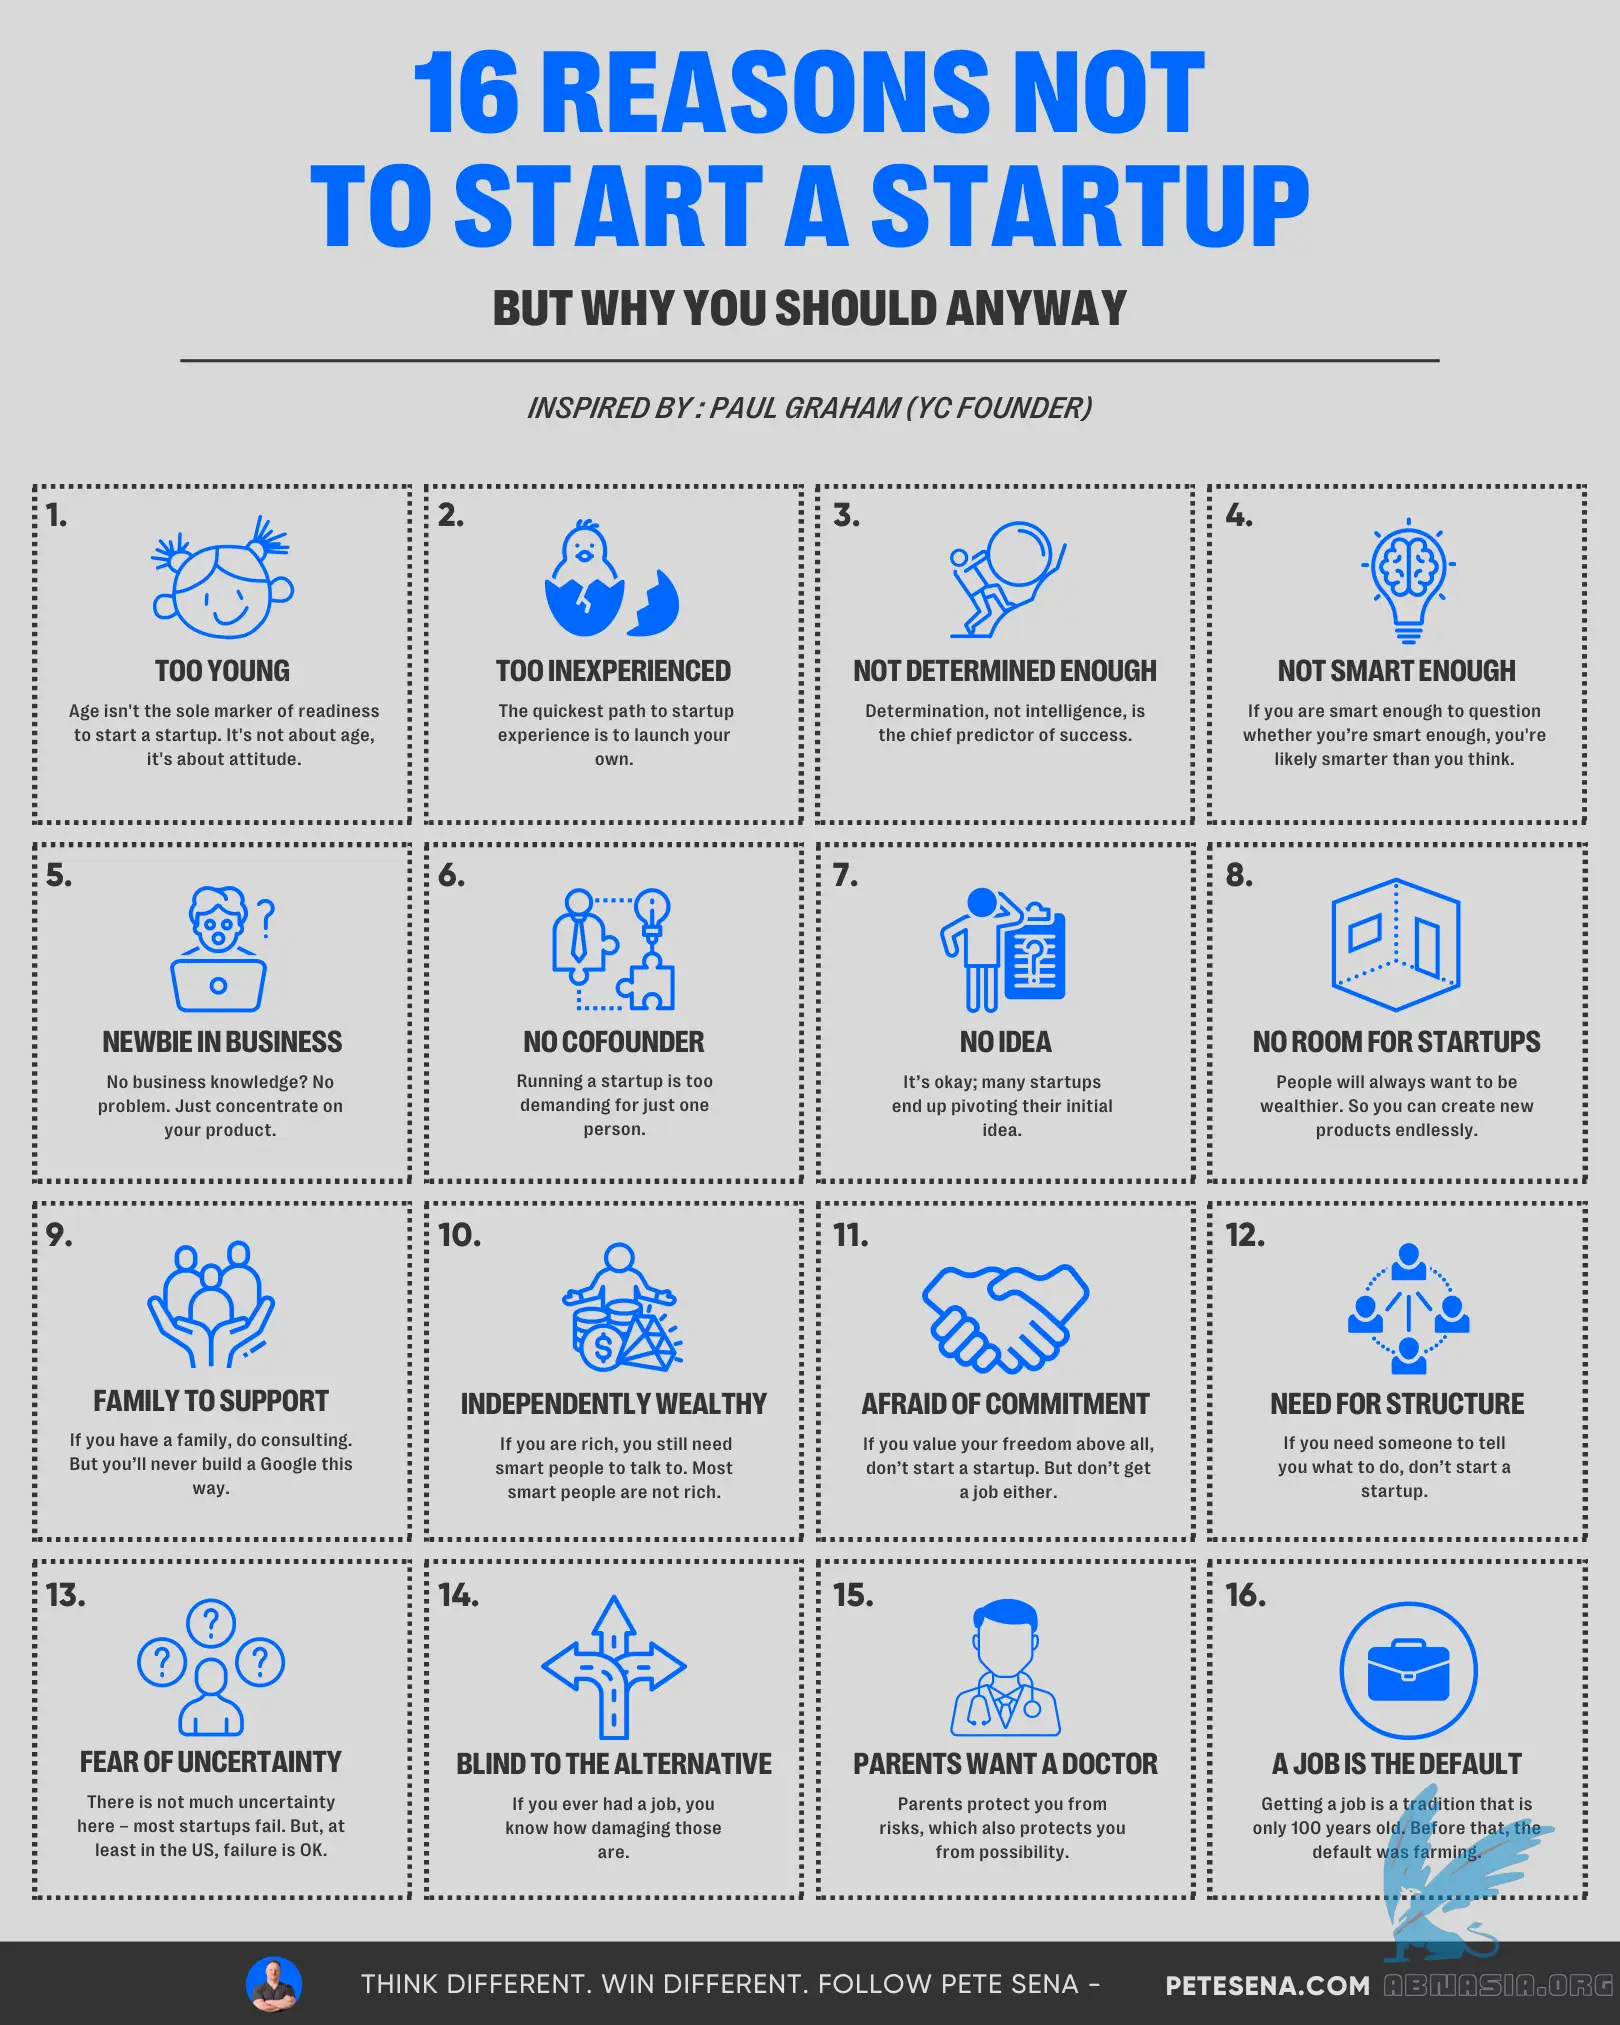 16 REASONS NOT
TO START A STARTUP
BUT WHY YOU SHOULD ANYWAY
INSPIRED BY : PAUL GRAHAM (YC FOUNDER)
1.
TOO YOUNG
Age isn't the sole marker of readiness
to start a startup. It's not about age,
it's about attitude.
2.
TOO INEXPERIENCED
The quickest path to startup
experience is to launch your
own.
3.
NOT DETERMINED ENOUGH
Determination, not intelligence, is
the chief predictor of success.
4.
NOT SMART ENOUGH
If you are smart enough to question
whether you’re smart enough, you're
likely smarter than you think.
5.
?
NEWBIE IN BUSINESS
No business knowledge? No
problem. Just concentrate on
your product.
6.
NO COFOUNDER
Running a startup is too
demanding for just one
person.
7.
?
NO IDEA
It’s okay; many startups
end up pivoting their initial
idea.
8.
NO ROOM FOR STARTUPS
People will always want to be
wealthier. So you can create new
products endlessly.
9.
FAMILY TO SUPPORT
If you have a family, do consulting.
But you’ll never build a Google this
way.
10.
$
INDEPENDENTLY WEALTHY
If you are rich, you still need
smart people to talk to. Most
smart people are not rich.
11.
AFRAID OF COMMITMENT
If you value your freedom above all,
don’t start a startup. But don’t get
a job either.
12.
NEED FOR STRUCTURE
If you need someone to tell
you what to do, don’t start a
startup.
13.
? ? ?
FEAR OF UNCERTAINTY
There is not much uncertainty
here – most startups fail. But, at
least in the US, failure is OK.
14.
BLIND TO THE ALTERNATIVE
If you ever had a job, you
know how damaging those
are.
15.
PARENTS WANT A DOCTOR
Parents protect you from
risks, which also protects you
from possibility.
16.
A JOB IS THE DEFAULT
Getting a job is a tradition that is
only 100 years old. Before that, the
default was farming.
THINK DIFFERENT. WIN DIFFERENT. FOLLOW PETE SENA -
PETESENA.COM
ABNASIA.ORG